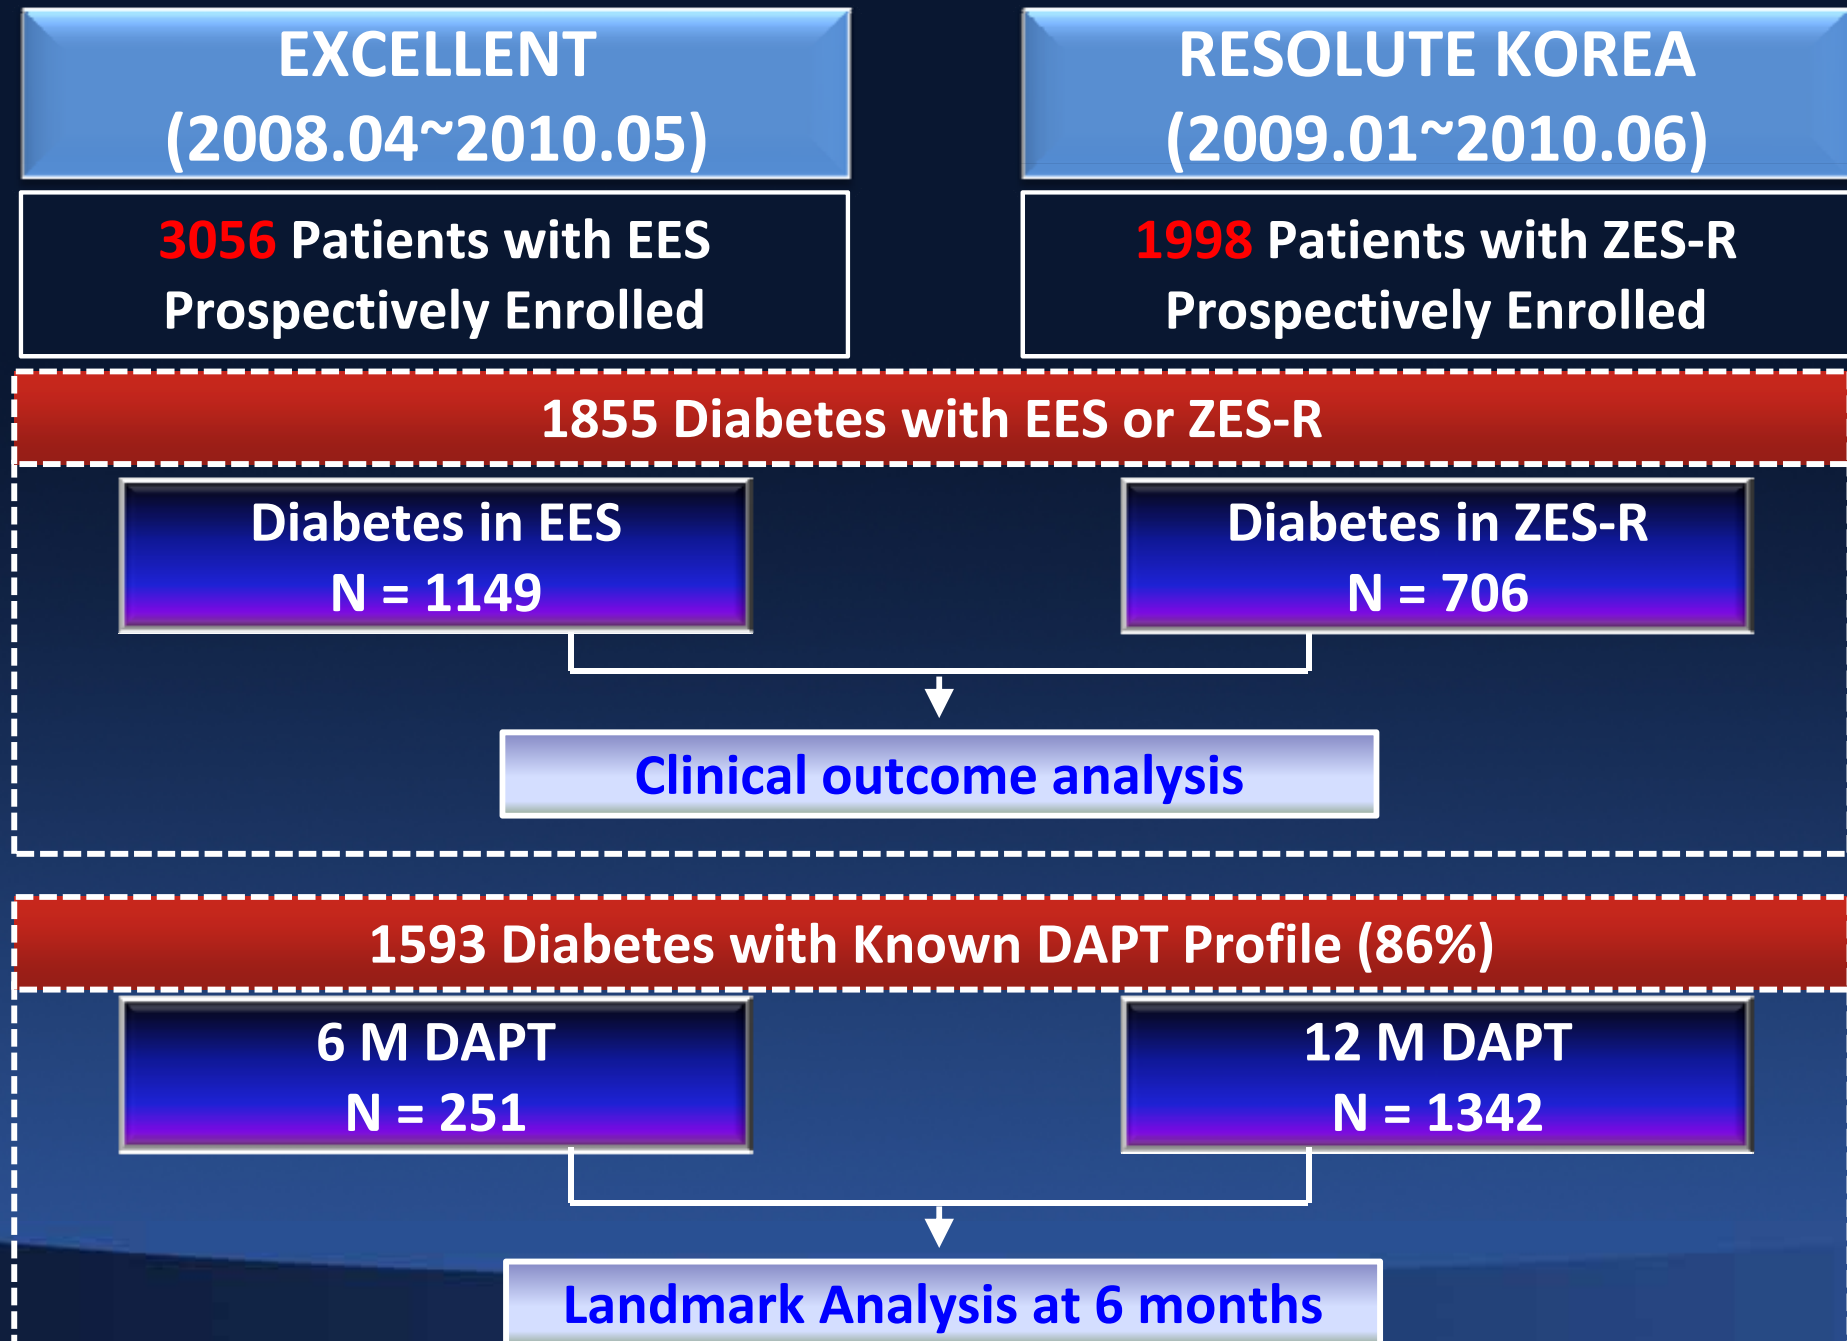 EXCELLENT
(2008.04~2010.05)
RESOLUTE KOREA
(2009.01~2010.06)
3056 Patients with EES
Prospectively Enrolled
1998 Patients with ZES-R
Prospectively Enrolled
1855 Diabetes with EES or ZES-R
Diabetes in EES
N = 1149
Diabetes in ZES-R
N = 706
Clinical outcome analysis
1593 Diabetes with Known DAPT Profile (86%)
6 M DAPT
N = 251
12 M DAPT
N = 1342
Landmark Analysis at 6 months